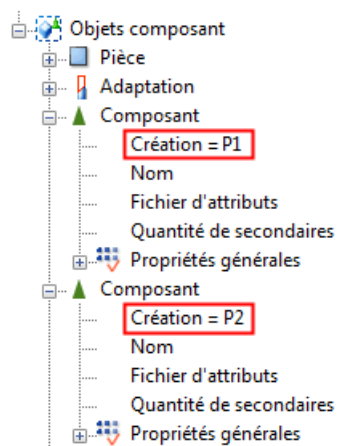 Objets composant
Pièce
Adaptation
Composant
Création = P1
Nom
Fichier d'attributs
Quantité de secondaires
Propriétés générales
Composant
Création = P2
Nom
Fichier d'attributs
Quantité de secondaires
Propriétés générales